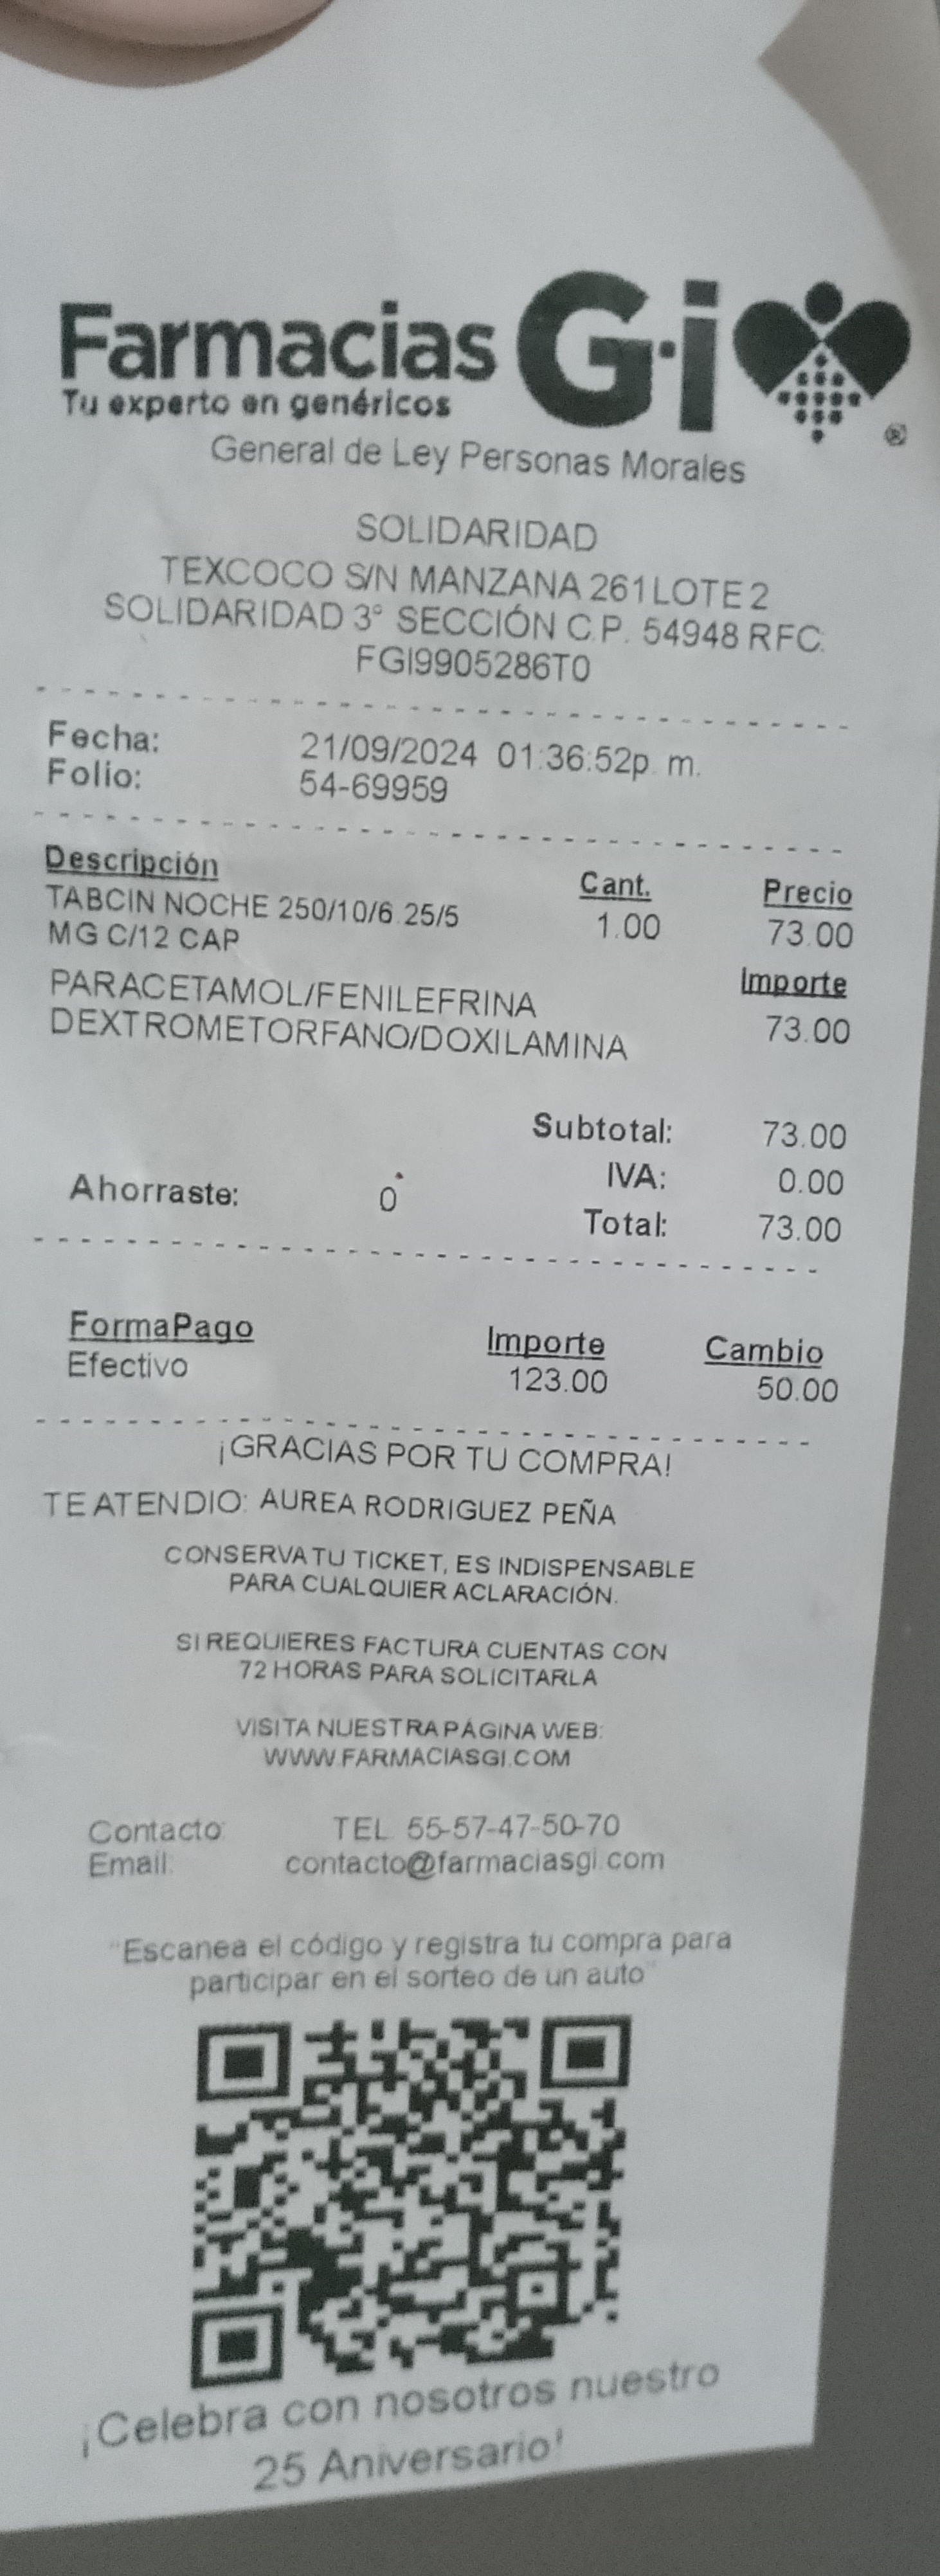 Farmacias G·i ®
Tu experto en genéricos
General de Ley Personas Morales
SOLIDARIDAD
TEXCOCO S/N MANZANA 261 LOTE 2
SOLIDARIDAD 3° SECCIÓN C.P. 54948 RFC:
FGI9905286T0
Fecha: 21/09/2024 01:36:52p. m.
Folio: 54-69959
Descripción Cant. Precio
TABCIN NOCHE 250/10/6.25/5 1.00 73.00
MG C/12 CAP
Importe
PARACETAMOL/FENILEFRINA 73.00
DEXTROMETORFANO/DOXILAMINA
Subtotal: 73.00
IVA: 0.00
Ahorraste: 0
Total: 73.00
FormaPago Importe Cambio
Efectivo 123.00 50.00
¡GRACIAS POR TU COMPRA!
TE ATENDIO: AUREA RODRIGUEZ PEÑA
CONSERVA TU TICKET, ES INDISPENSABLE
PARA CUALQUIER ACLARACIÓN.
SI REQUIERES FACTURA CUENTAS CON
72 HORAS PARA SOLICITARLA
VISITA NUESTRA PÁGINA WEB:
WWW.FARMACIASGI.COM
Contacto: TEL. 55-57-47-50-70
Email: contacto@farmaciasgi.com
"Escanea el código y registra tu compra para
participar en el sorteo de un auto"
¡Celebra con nosotros nuestro
25 Aniversario!